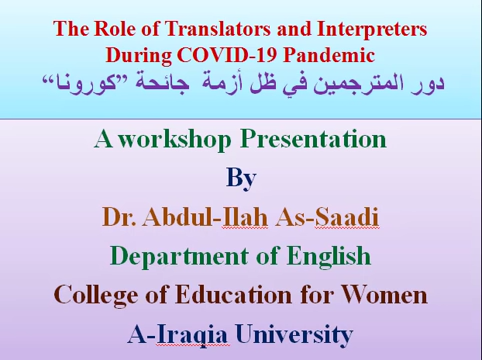 The Role of Translators and Interpreters
During COVID-19 Pandemic
دور المترجمين في ظل أزمة جائحة ”كورونا“
A workshop Presentation
By
Dr. Abdul-Ilah As-Saadi
Department of English
College of Education for Women
A-Iraqia University